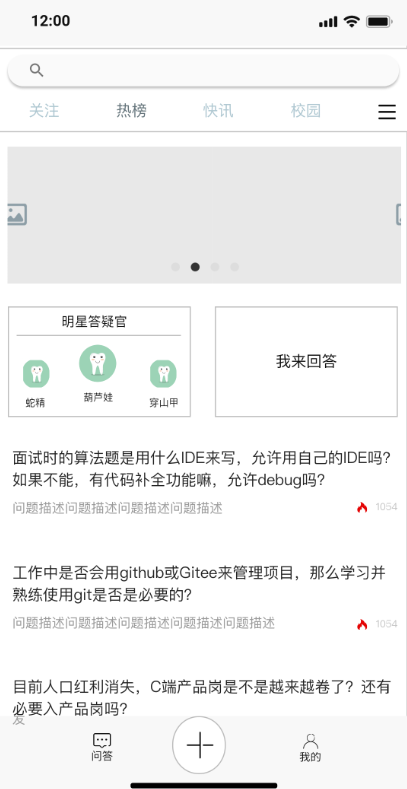 12:00
关注 热榜 快讯 校园
明星答疑官
蛇精 葫芦娃 穿山甲
我来回答
面试时的算法题是用什么IDE来写，允许用自己的IDE吗?
如果不能，有代码补全功能嘛，允许debug吗?
问题描述问题描述问题描述问题描述
1054
工作中是否会用github或Gitee来管理项目，那么学习并
熟练使用git是否是必要的?
问题描述问题描述问题描述问题描述问题描述
1054
目前人口红利消失，C端产品岗是不是越来越卷了？还有
必要入产品岗吗?
发
问答 我的